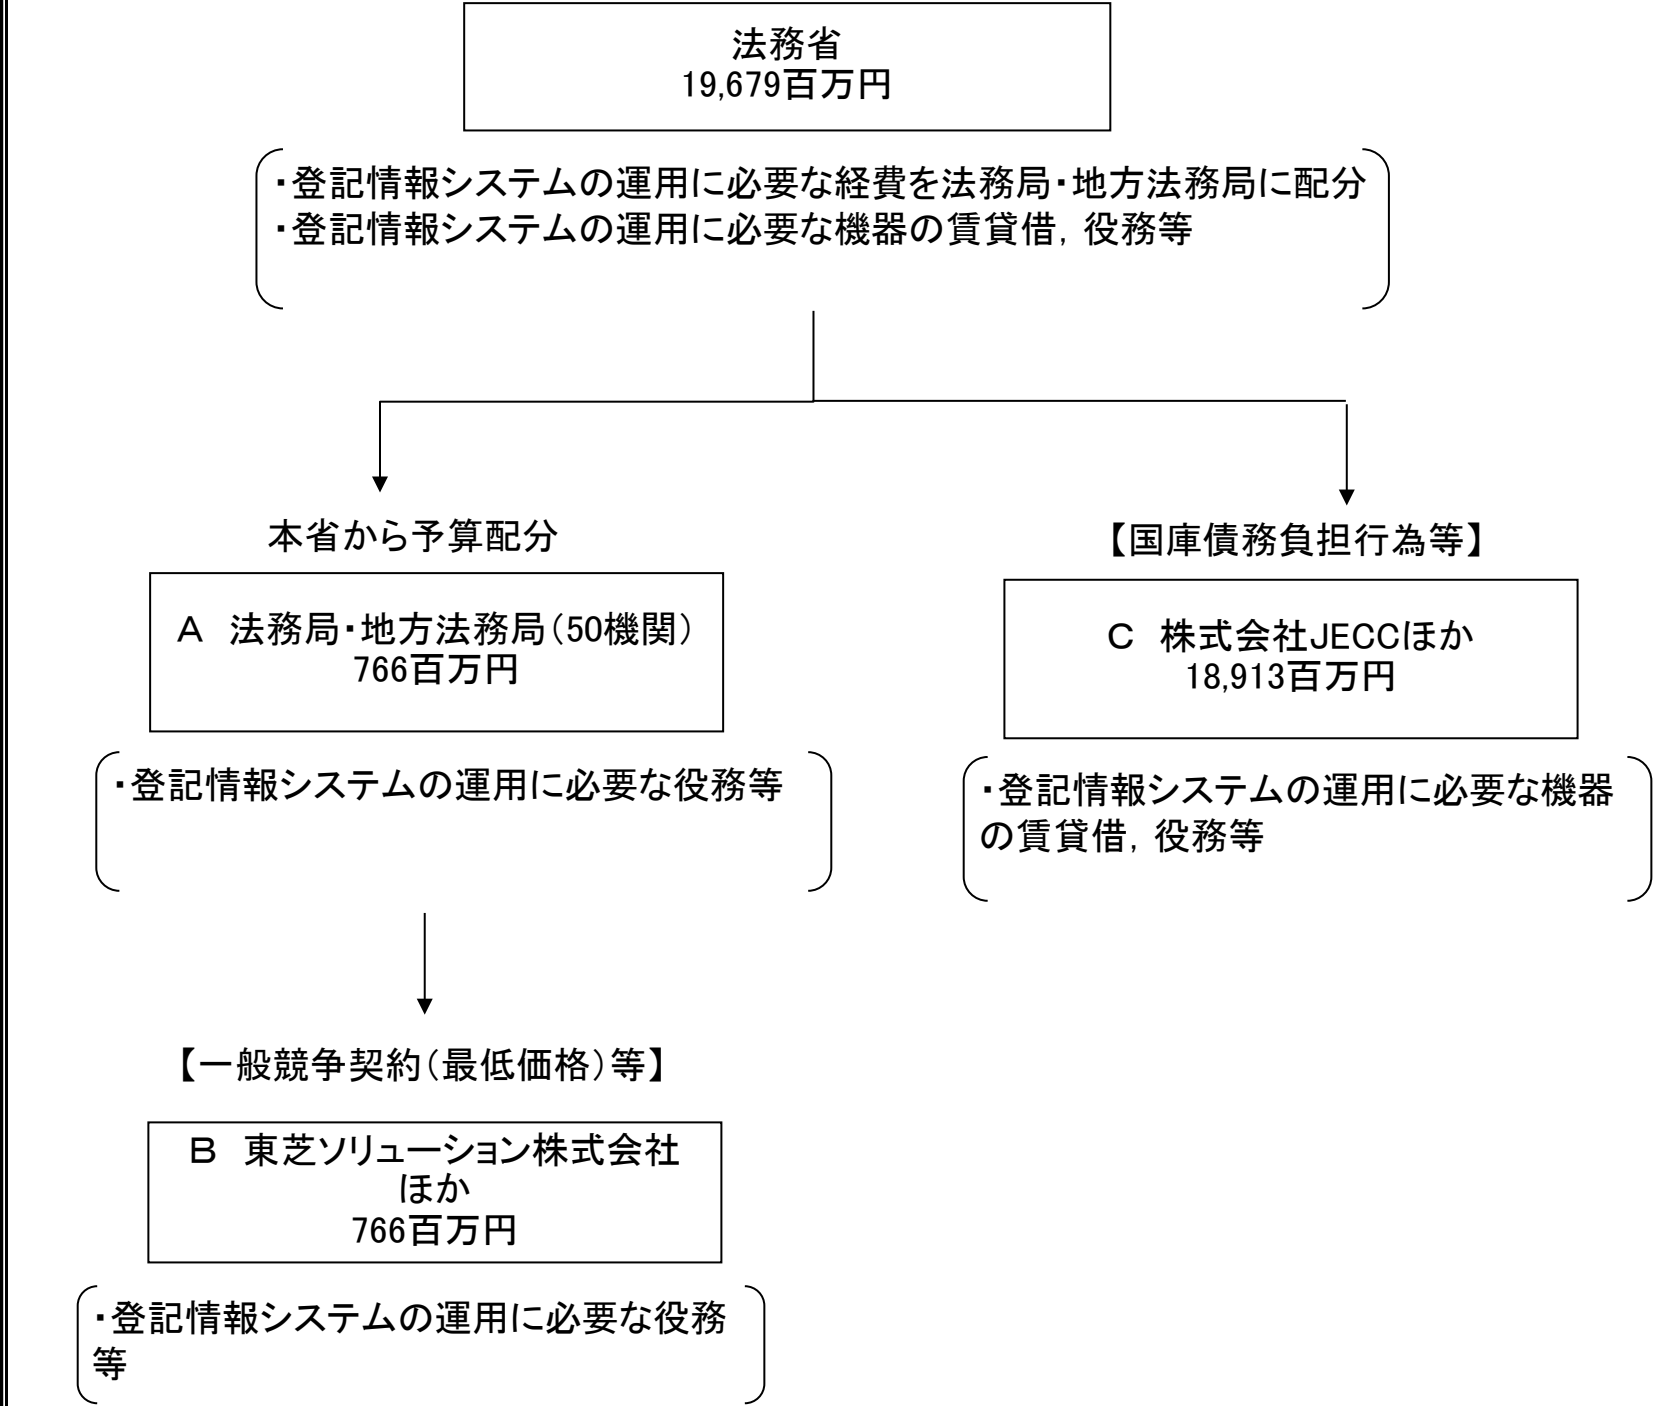 法務省
19,679百万円
・登記情報システムの運用に必要な経費を法務局・地方法務局に配分
・登記情報システムの運用に必要な機器の賃貸借，役務等
本省から予算配分
A　法務局・地方法務局（50機関）
766百万円
・登記情報システムの運用に必要な役務等
【国庫債務負担行為等】
C　株式会社JECCほか
18,913百万円
・登記情報システムの運用に必要な機器
の賃貸借，役務等
【一般競争契約（最低価格）等】
B　東芝ソリューション株式会社
ほか
766百万円
・登記情報システムの運用に必要な役務
等